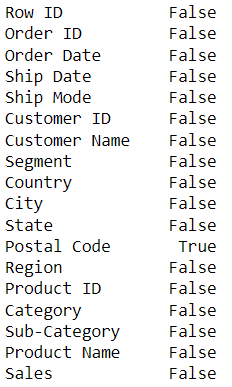 Row ID False
Order ID False
Order Date False
Ship Date False
Ship Mode False
Customer ID False
Customer Name False
Segment False
Country False
City False
State False
Postal Code True
Region False
Product ID False
Category False
Sub-Category False
Product Name False
Sales False